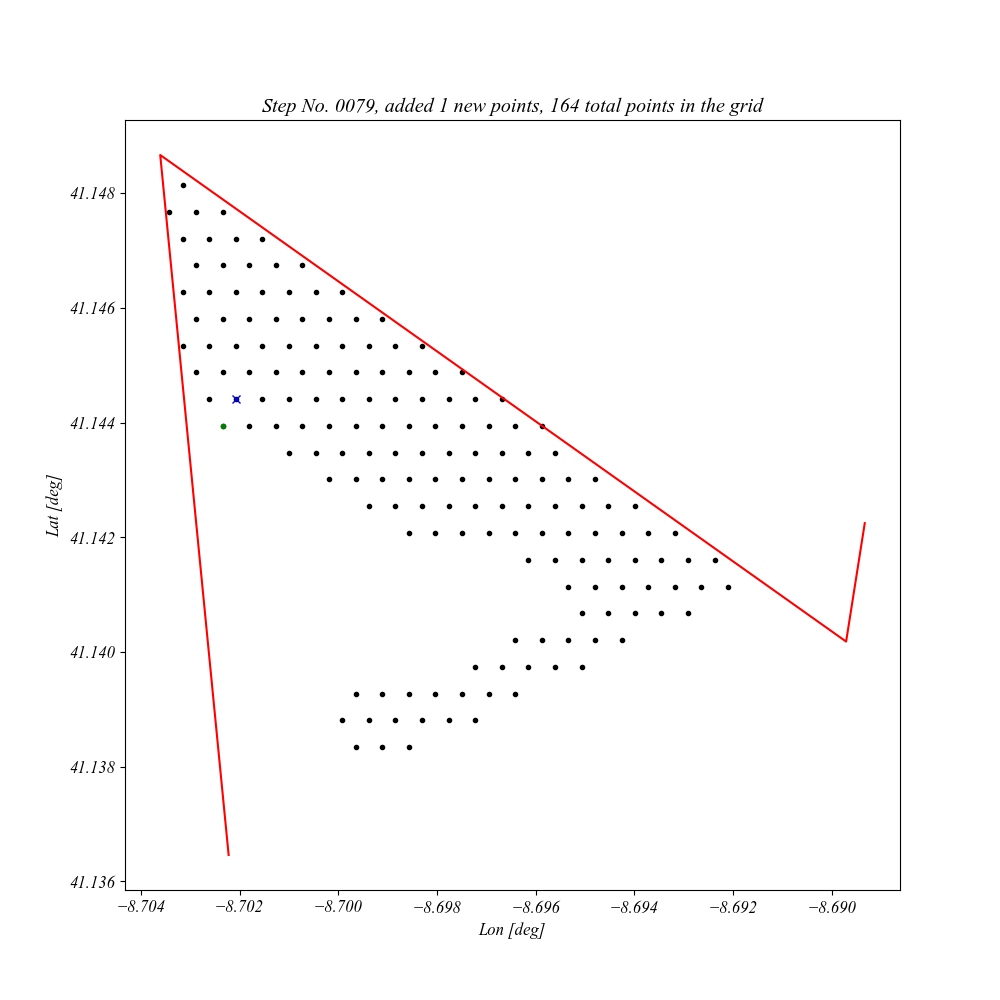 Step No. 0079, added 1 new points, 164 total points in the grid
41.148
41.146
41.144
41.142
41.140
41.138
41.136
Lat [deg]
−8.704 −8.702 −8.700 −8.698 −8.696 −8.694 −8.692 −8.690
Lon [deg]